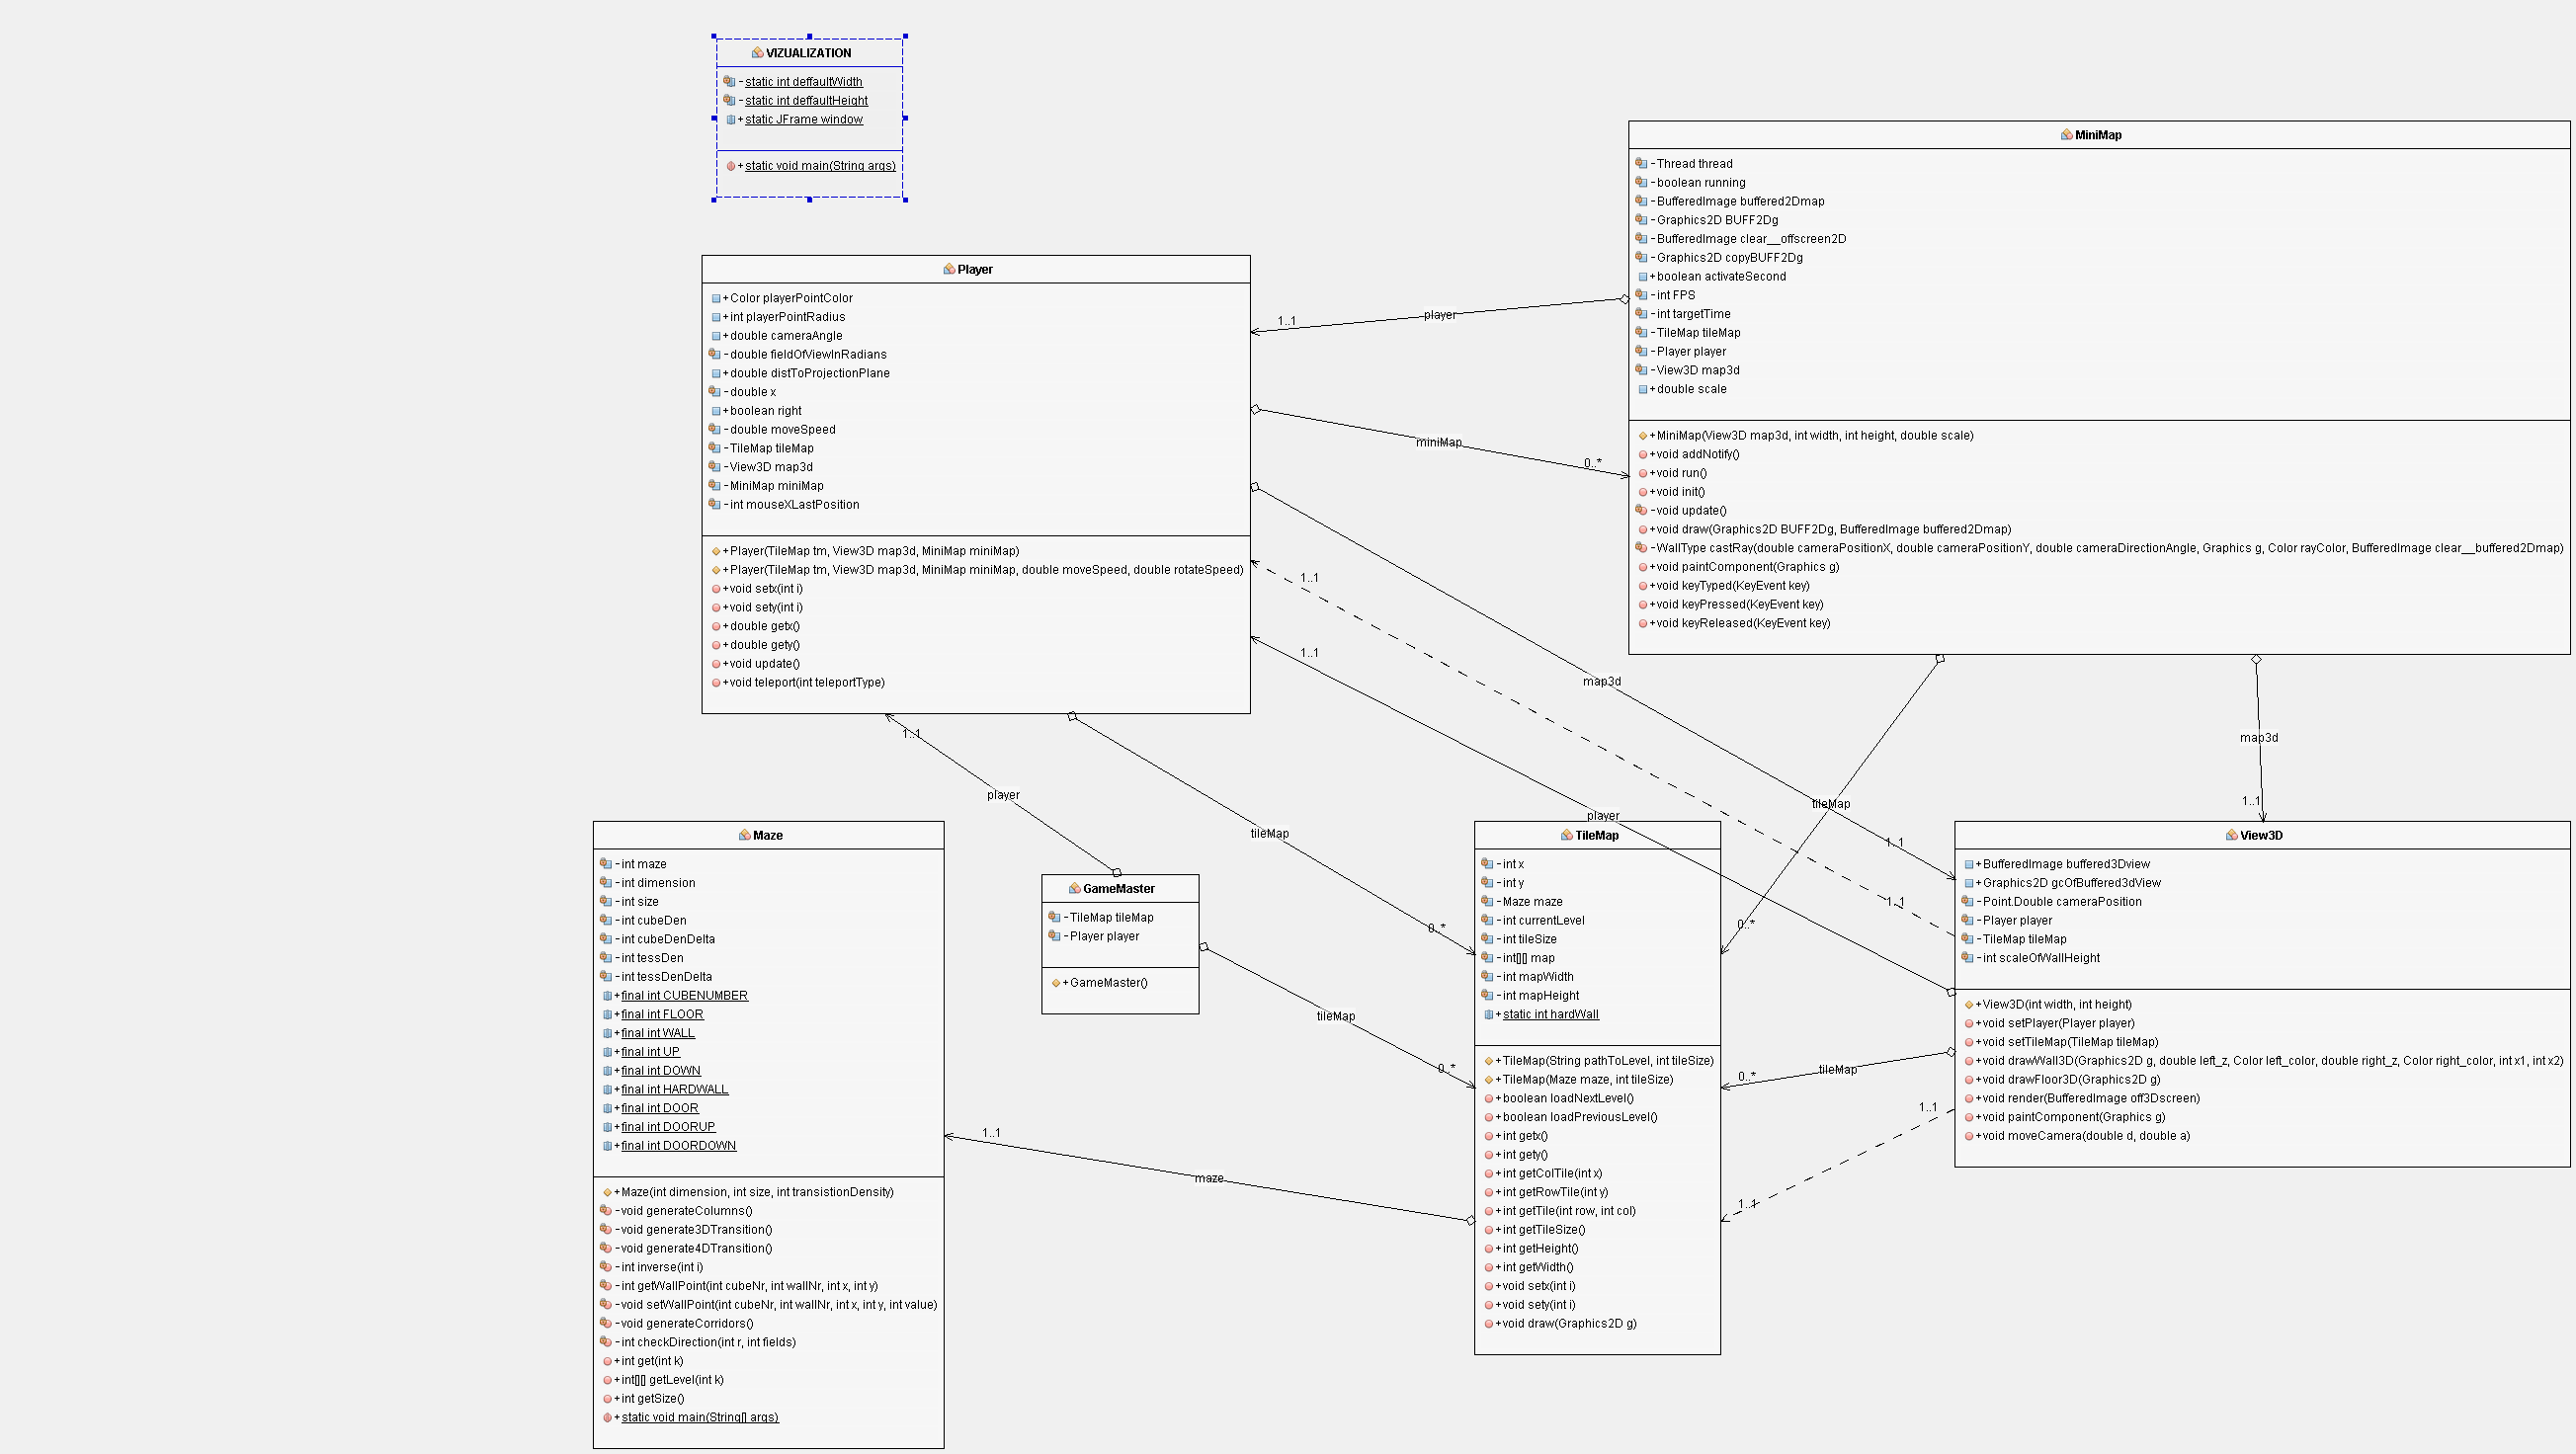 VIZUALIZATION
- static int deffaultWidth
- static int deffaultHeight
+ static JFrame window
+ static void main(String args)
MiniMap
- Thread thread
- boolean running
- BufferedImage buffered2Dmap
- Graphics2D BUFF2Dg
- BufferedImage clear__offscreen2D
- Graphics2D copyBUFF2Dg
+ boolean activateSecond
- int FPS
- int targetTime
- TileMap tileMap
- Player player
- View3D map3d
+ double scale
+ MiniMap(View3D map3d, int width, int height, double scale)
+ void addNotify()
+ void run()
+ void init()
- void update()
+ void draw(Graphics2D BUFF2Dg, BufferedImage buffered2Dmap)
- WallType castRay(double cameraPositionX, double cameraPositionY, double cameraDirectionAngle, Graphics g, Color rayColor, BufferedImage clear__buffered2Dmap)
+ void paintComponent(Graphics g)
+ void keyTyped(KeyEvent key)
+ void keyPressed(KeyEvent key)
+ void keyReleased(KeyEvent key)
Player
+ Color playerPointColor
+ int playerPointRadius
+ double cameraAngle
- double fieldOfViewInRadians
+ double distToProjectionPlane
- double x
+ boolean right
- double moveSpeed
- TileMap tileMap
- View3D map3d
- MiniMap miniMap
- int mouseXLastPosition
+ Player(TileMap tm, View3D map3d, MiniMap miniMap)
+ Player(TileMap tm, View3D map3d, MiniMap miniMap, double moveSpeed, double rotateSpeed)
+ void setx(int i)
+ void sety(int i)
+ double getx()
+ double gety()
+ void update()
+ void teleport(int teleportType)
1..1
player
miniMap
0..*
1..1
1..1
map3d
1..1
player
tileMap
0..*
1..1
player
tileMap
0..*
map3d
1..1
1..1
1..1
tileMap
0..*
tileMap
0..*
1..1
1..1
1..1
maze
Maze
- int maze
- int dimension
- int size
- int cubeDen
- int cubeDenDelta
- int tessDen
- int tessDenDelta
+ final int CUBENUMBER
+ final int FLOOR
+ final int WALL
+ final int UP
+ final int DOWN
+ final int HARDWALL
+ final int DOOR
+ final int DOORUP
+ final int DOORDOWN
+ Maze(int dimension, int size, int transistionDensity)
- void generateColumns()
- void generate3DTransition()
- void generate4DTransition()
- int inverse(int i)
- int getWallPoint(int cubeNr, int wallNr, int x, int y)
- void setWallPoint(int cubeNr, int wallNr, int x, int y, int value)
- void generateCorridors()
- int checkDirection(int r, int fields)
+ int get(int k)
+ int[][] getLevel(int k)
+ int getSize()
+ static void main(String[] args)
GameMaster
- TileMap tileMap
- Player player
+ GameMaster()
TileMap
- int x
- int y
- Maze maze
- int currentLevel
- int tileSize
- int[][] map
- int mapWidth
- int mapHeight
+ static int hardWall
+ TileMap(String pathToLevel, int tileSize)
+ TileMap(Maze maze, int tileSize)
+ boolean loadNextLevel()
+ boolean loadPreviousLevel()
+ int getx()
+ int gety()
+ int getColTile(int x)
+ int getRowTile(int y)
+ int getTile(int row, int col)
+ int getTileSize()
+ int getHeight()
+ int getWidth()
+ void setx(int i)
+ void sety(int i)
+ void draw(Graphics2D g)
View3D
+ BufferedImage buffered3Dview
+ Graphics2D gcOfBuffered3dView
- Point.Double cameraPosition
- Player player
- TileMap tileMap
- int scaleOfWallHeight
+ View3D(int width, int height)
+ void setPlayer(Player player)
+ void setTileMap(TileMap tileMap)
+ void drawWall3D(Graphics2D g, double left_z, Color left_color, double right_z, Color right_color, int x1, int x2)
+ void drawFloor3D(Graphics2D g)
+ void render(BufferedImage off3Dscreen)
+ void paintComponent(Graphics g)
+ void moveCamera(double d, double a)